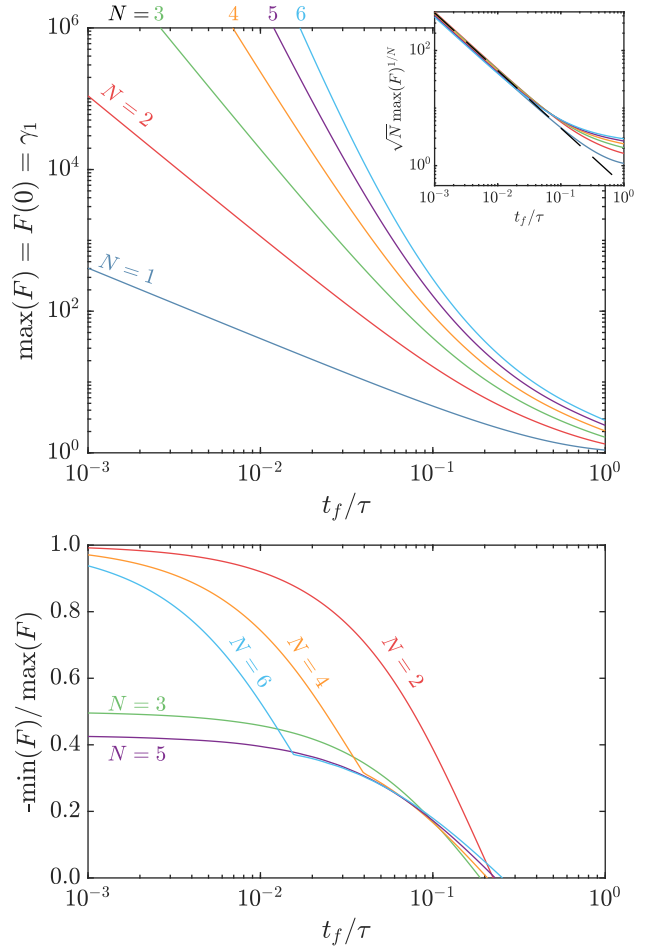 N = 3 4 5 6
10^6
10^4
10^2
10^0
max(F) = F(0) = γ_1
N = 2
N = 1
10^{-3} 10^{-2} 10^{-1} 10^0
t_f/τ
10^2
10^0
√N max(F)^{1/N}
10^{-3} 10^{-2} 10^{-1} 10^0
t_f/τ
1.0
0.8
0.6
0.4
0.2
0.0
-min(F)/ max(F)
N = 2
N = 4
N = 6
N = 3
N = 5
10^{-3} 10^{-2} 10^{-1} 10^0
t_f/τ